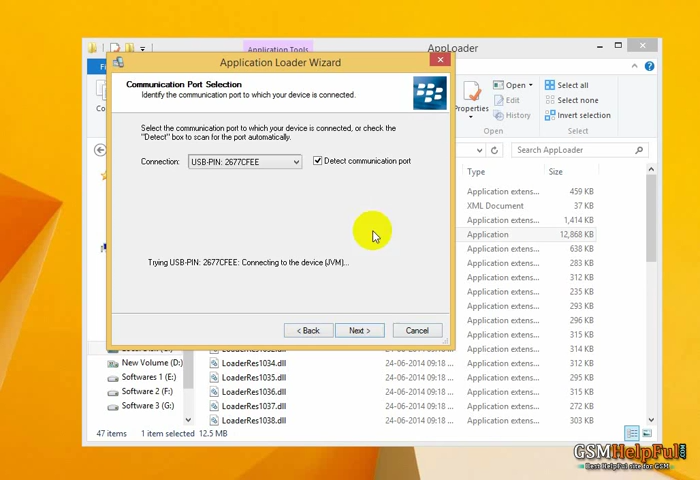 Application Tools
AppLoader
Application Loader Wizard
Communication Port Selection
Identify the communication port to which your device is connected.
Select the communication port to which your device is connected, or check the
"Detect" box to scan for the port automatically.
Connection: USB-PIN: 2677CFEE Detect communication port
Trying USB-PIN: 2677CFEE: Connecting to the device (JVM)...
< Back Next > Cancel
Properties
Open
Edit
History
Open
Select all
Select none
Invert selection
Select
Search AppLoader
Type Size
Application extens... 459 KB
XML Document 37 KB
Application extens... 1,414 KB
Application 12,868 KB
Application extens... 638 KB
Application extens... 283 KB
Application extens... 312 KB
Application extens... 235 KB
Application extens... 293 KB
Application extens... 306 KB
Application extens... 315 KB
Application extens... 314 KB
Application extens... 312 KB
New Volume (D:) LoaderRes1034.dll 24-06-2014 09:18 ... Application extens... 295 KB
Softwares 1 (E:) LoaderRes1035.dll 24-06-2014 09:18 ... Application extens... 315 KB
Softwares 2 (F:) LoaderRes1036.dll 24-06-2014 09:18 ... Application extens... 316 KB
Softwares 3 (G:) LoaderRes1037.dll 24-06-2014 09:18 ... Application extens... 272 KB
LoaderRes1038.dll 24-06-2014 09:18 ... Application extens... 303 KB
47 items 1 item selected 12.5 MB
GSMHelpFul.com
Best HelpFul site for GSM